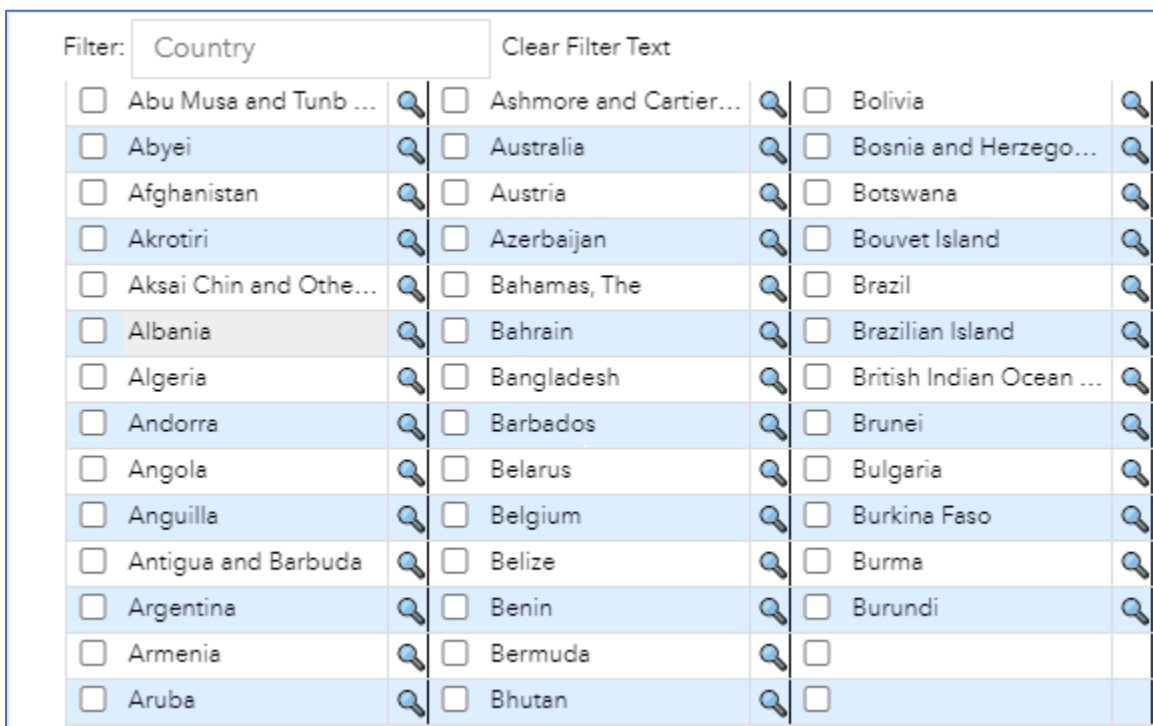 Filter: Country Clear Filter Text
Abu Musa and Tunb ... Ashmore and Cartier... Bolivia
Abyei Australia Bosnia and Herzego...
Afghanistan Austria Botswana
Akrotiri Azerbaijan Bouvet Island
Aksai Chin and Othe... Bahamas, The Brazil
Albania Bahrain Brazilian Island
Algeria Bangladesh British Indian Ocean ...
Andorra Barbados Brunei
Angola Belarus Bulgaria
Anguilla Belgium Burkina Faso
Antigua and Barbuda Belize Burma
Argentina Benin Burundi
Armenia Bermuda
Aruba Bhutan